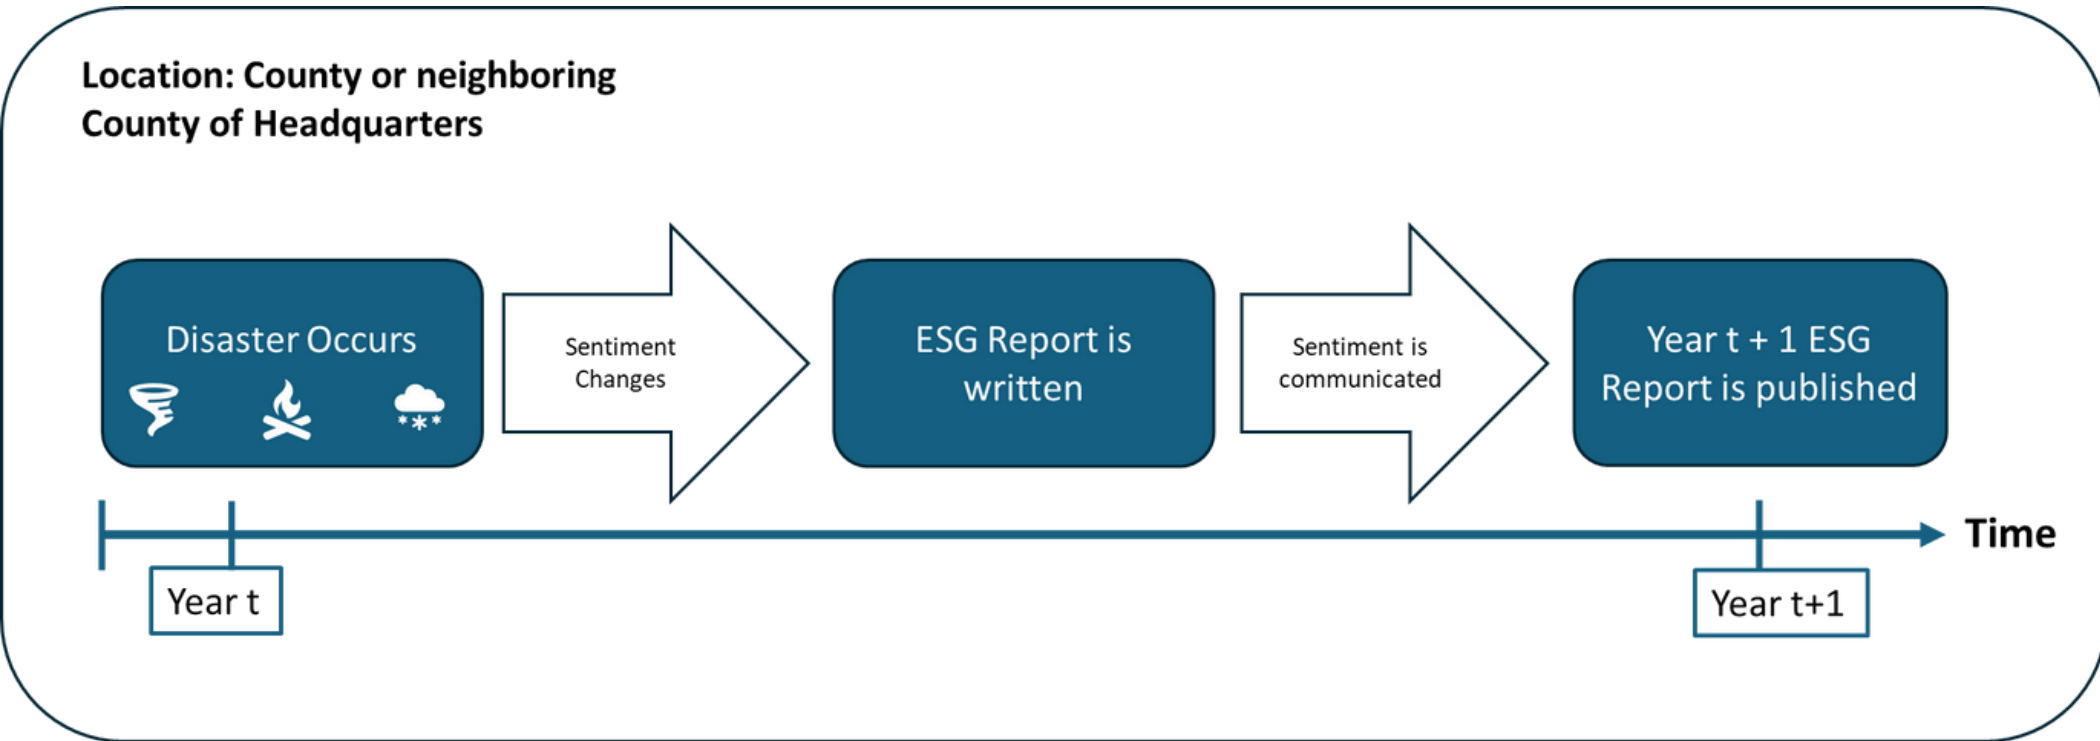 Location: County or neighboring
County of Headquarters
Disaster Occurs
Sentiment
Changes
ESG Report is
written
Sentiment is
communicated
Year t + 1 ESG
Report is published
Time
Year t
Year t+1